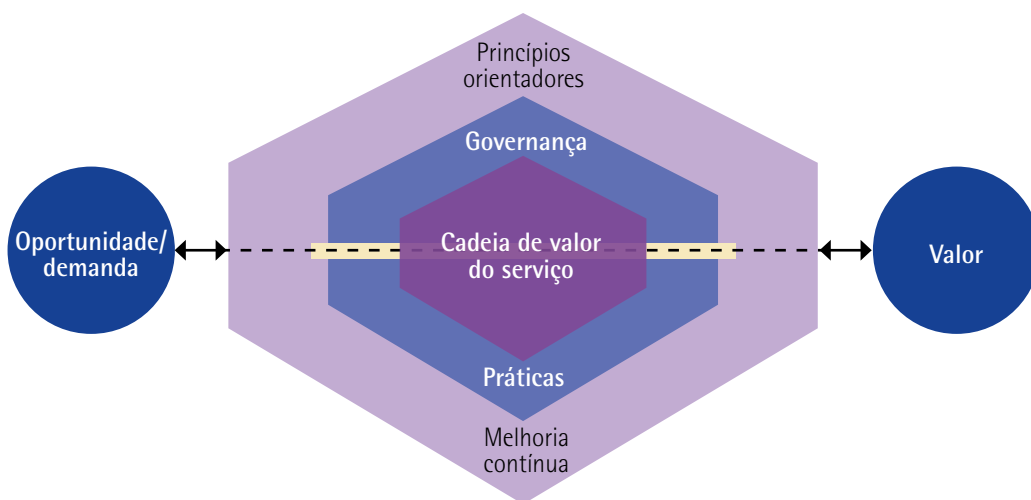 Princípios
orientadores
Governança
Oportunidade/
demanda
Cadeia de valor
do serviço
Valor
Práticas
Melhoria
contínua